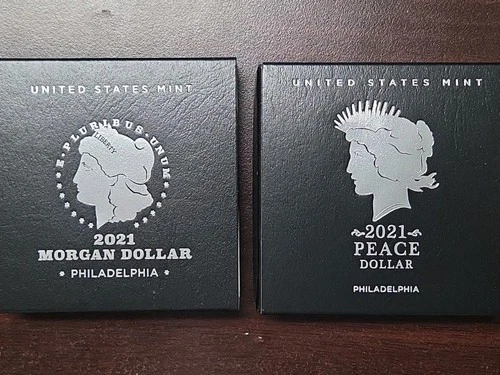 UNITED STATES MINT
E·PLURIBUS·UNUM
LIBERTY
2021
MORGAN DOLLAR
• PHILADELPHIA •
UNITED STATES MINT
2021
PEACE
DOLLAR
PHILADELPHIA